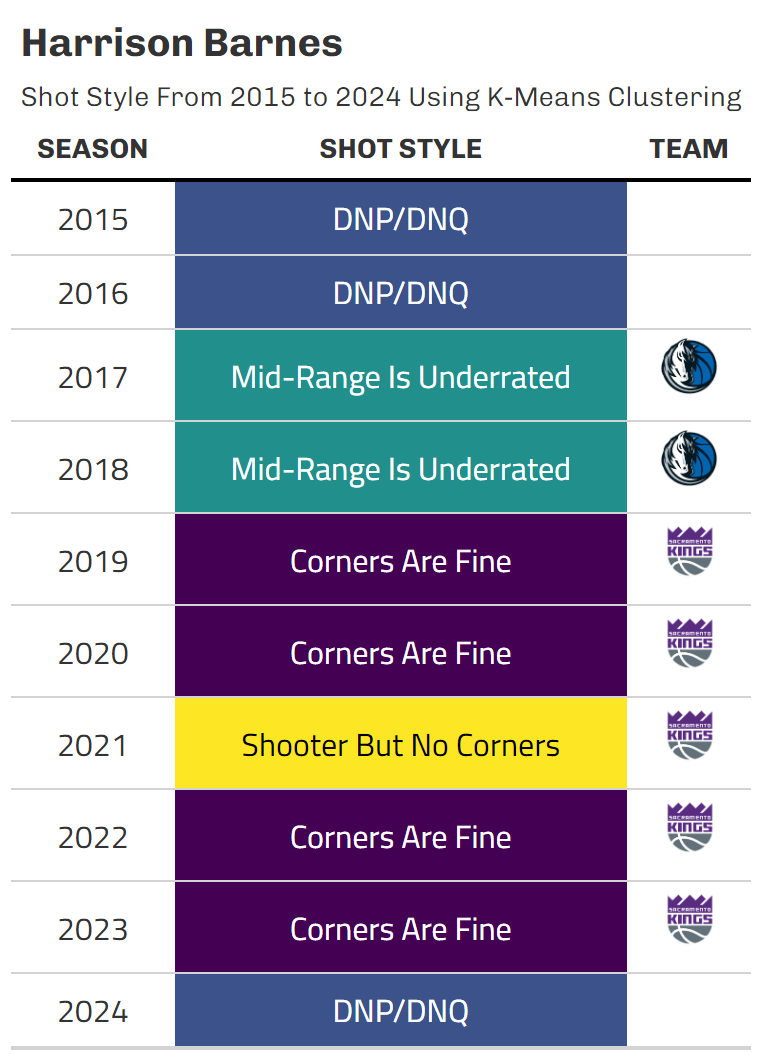 Harrison Barnes
Shot Style From 2015 to 2024 Using K-Means Clustering
SEASON SHOT STYLE TEAM
2015 DNP/DNQ
2016 DNP/DNQ
2017 Mid-Range Is Underrated
2018 Mid-Range Is Underrated
2019 Corners Are Fine SACRAMENTO KINGS
2020 Corners Are Fine SACRAMENTO KINGS
2021 Shooter But No Corners SACRAMENTO KINGS
2022 Corners Are Fine SACRAMENTO KINGS
2023 Corners Are Fine SACRAMENTO KINGS
2024 DNP/DNQ